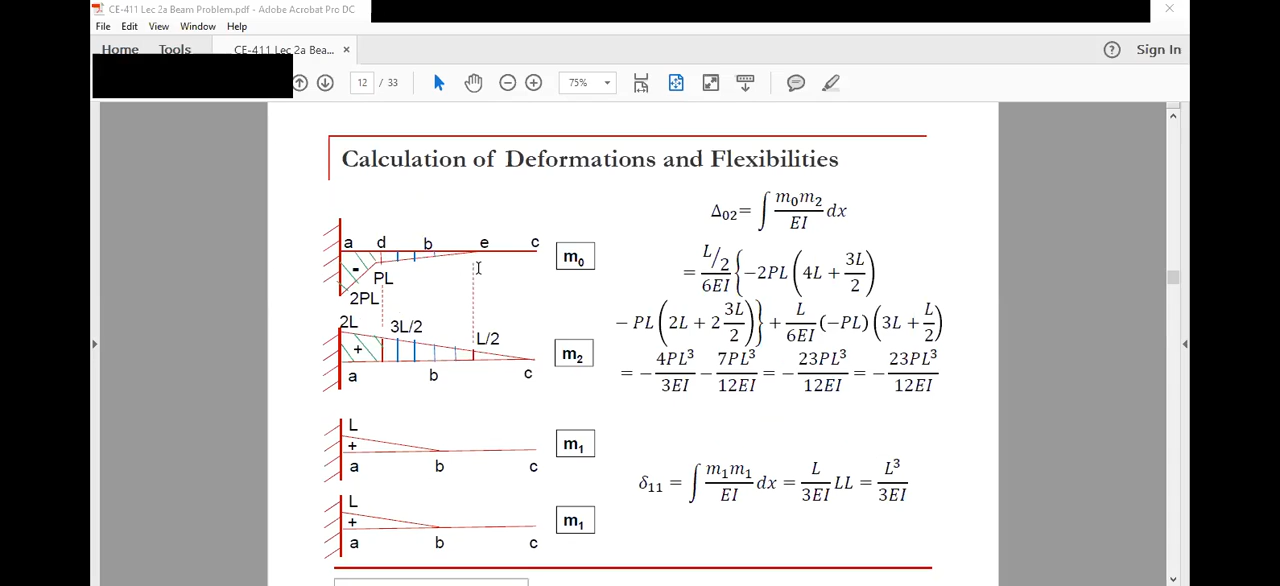 CE-411 Lec 2a Beam Problem.pdf - Adobe Acrobat Pro DC
File Edit View Window Help
Home Tools CE-411 Lec 2a Bea... × Sign In
12 / 33 75%
Calculation of Deformations and Flexibilities
a d b e c
m₀
-
PL
2PL
2L 3L/2 L/2
+
m₂
a b c
L
+
m₁
a b c
L
+
m₁
a b c
Δ₀₂= ∫ m₀m₂/EI dx
= (L/2)/6EI {−2PL(4L + 3L/2)
− PL(2L + 2 3L/2)} + L/6EI (−PL)(3L + L/2)
= − 4PL³/3EI − 7PL³/12EI = − 23PL³/12EI = − 23PL³/12EI
δ₁₁ = ∫ m₁m₁/EI dx = L/3EI LL = L³/3EI